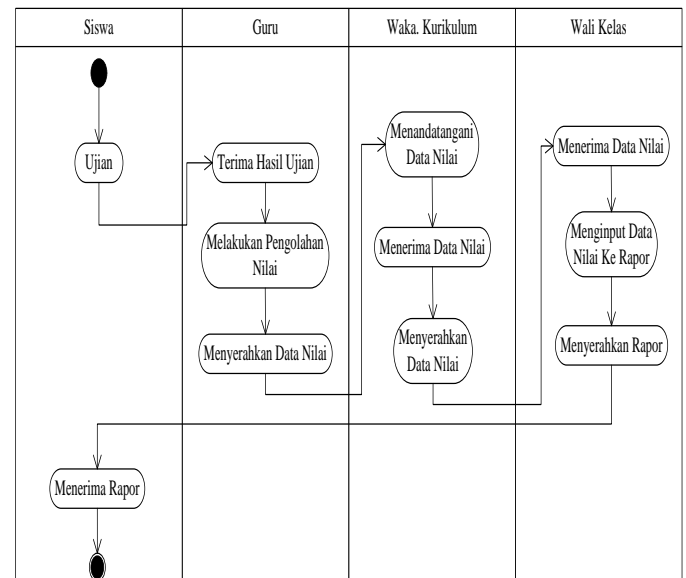 Siswa
Guru
Waka. Kurikulum
Wali Kelas
Ujian
Terima Hasil Ujian
Melakukan Pengolahan
Nilai
Menyerahkan Data Nilai
Menandatangani
Data Nilai
Menerima Data Nilai
Menyerahkan
Data Nilai
Menerima Data Nilai
Menginput Data
Nilai Ke Rapor
Menyerahkan Rapor
Menerima Rapor